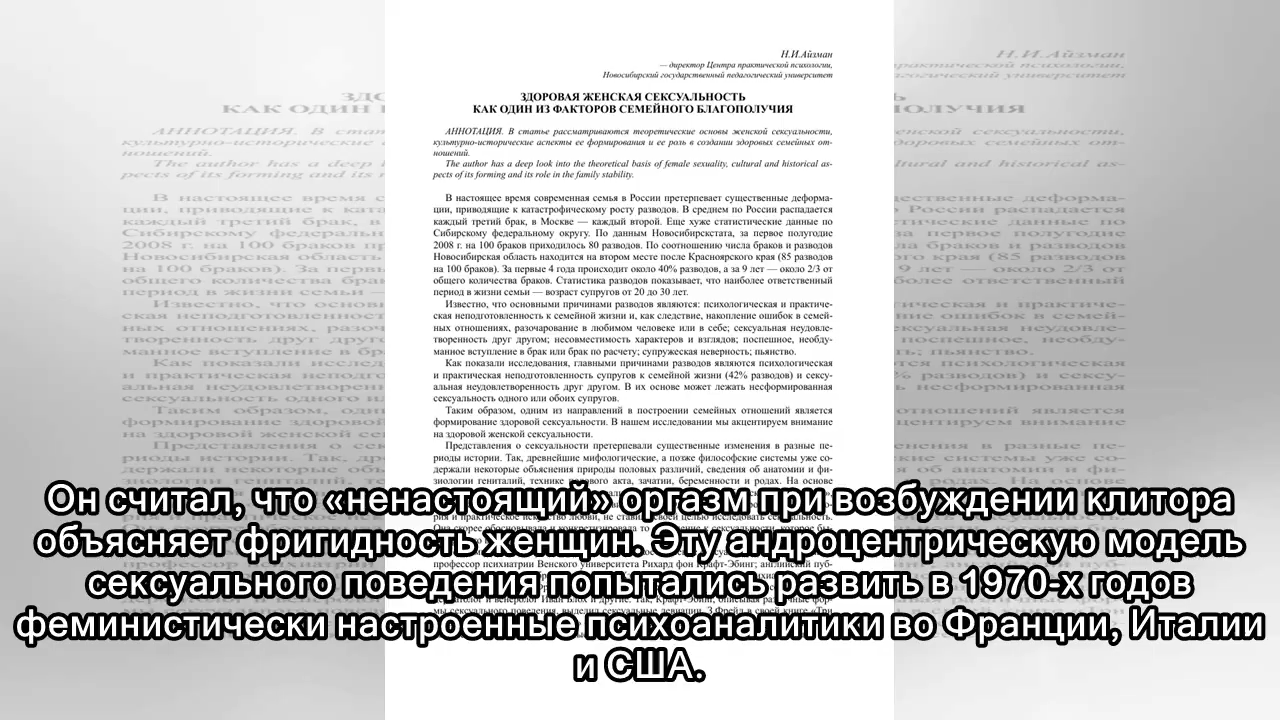 Н.И.Айзман
— директор Центра практической психологии,
Новосибирский государственный педагогический университет
ЗДОРОВАЯ ЖЕНСКАЯ СЕКСУАЛЬНОСТЬ
КАК ОДИН ИЗ ФАКТОРОВ СЕМЕЙНОГО БЛАГОПОЛУЧИЯ
АННОТАЦИЯ. В статье рассматриваются теоретические основы женской сексуальности,
культурно-исторические аспекты ее формирования и ее роль в создании здоровых семейных от-
ношений.
The author has a deep look into the theoretical basis of female sexuality, cultural and historical as-
pects of its forming and its role in the family stability.
В настоящее время современная семья в России претерпевает существенные деформа-
ции, приводящие к катастрофическому росту разводов. В среднем по России распадается
каждый третий брак, в Москве — каждый второй. Еще хуже статистические данные по
Сибирскому федеральному округу. По данным Новосибирскстата, за первое полугодие
2008 г. на 100 браков приходилось 80 разводов. По соотношению числа браков и разводов
Новосибирская область находится на втором месте после Красноярского края (85 разводов
на 100 браков). За первые 4 года происходит около 40% разводов, а за 9 лет — около 2/3 от
общего количества браков. Статистика разводов показывает, что наиболее ответственный
период в жизни семьи — возраст супругов от 20 до 30 лет.
Известно, что основными причинами разводов являются: психологическая и практиче-
ская неподготовленность к семейной жизни и, как следствие, накопление ошибок в семей-
ных отношениях, разочарование в любимом человеке или в себе; сексуальная неудовле-
творенность друг другом; несовместимость характеров и взглядов; поспешное, необду-
манное вступление в брак или брак по расчету; супружеская неверность; пьянство.
Как показали исследования, главными причинами разводов являются психологическая
и практическая неподготовленность супругов к семейной жизни (42% разводов) и сексу-
альная неудовлетворенность друг другом. В их основе может лежать несформированная
сексуальность одного или обоих супругов.
Таким образом, одним из направлений в построении семейных отношений является
формирование здоровой сексуальности. В нашем исследовании мы акцентируем внимание
на здоровой женской сексуальности.
Представления о сексуальности претерпевали существенные изменения в разные пе-
риоды истории. Так, древнейшие мифологические, а позже философские системы уже со-
держали некоторые объяснения природы половых различий, сведения об анатомии и фи-
зиологии гениталий, технике полового акта, зачатии, беременности и родах. На основе
Он считал, что «ненастоящий» оргазм при возбуждении клитора
объясняет фригидность женщин. Эту андроцентрическую модель
сексуального поведения попытались развить в 1970-х годов
феминистически настроенные психоаналитики во Франции, Италии
и США.